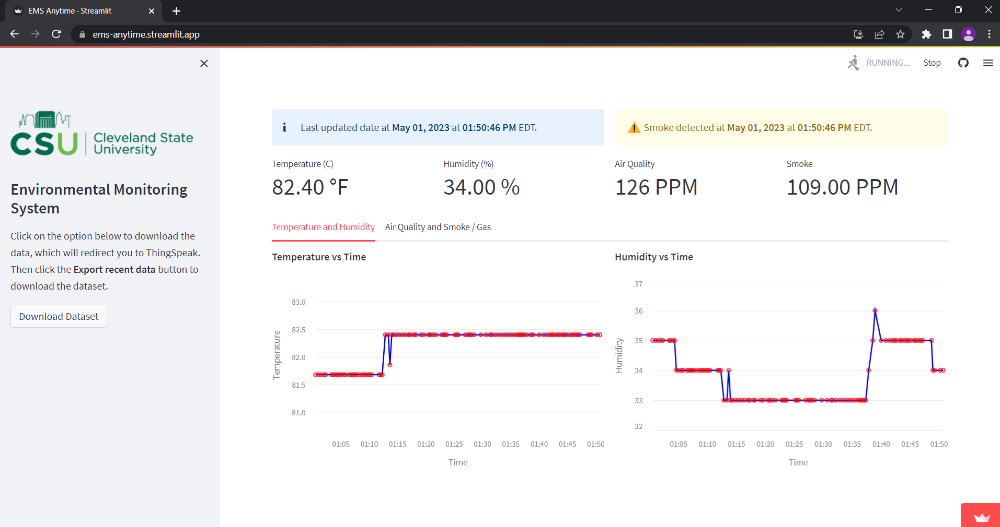 EMS Anytime · Streamlit
ems-anytime.streamlit.app
RUNNING...
Stop
CSU
Cleveland State
University
Environmental Monitoring
System
Click on the option below to download the
data, which will redirect you to ThingSpeak.
Then click the Export recent data button to
download the dataset.
Download Dataset
Last updated date at May 01, 2023 at 01:50:46 PM EDT.
Smoke detected at May 01, 2023 at 01:50:46 PM EDT.
Temperature (C)
82.40 °F
Humidity (%)
34.00 %
Air Quality
126 PPM
Smoke
109.00 PPM
Temperature and Humidity
Air Quality and Smoke / Gas
Temperature vs Time
83.0
82.5
82.0
81.5
81.0
Temperature
01:05 01:10 01:15 01:20 01:25 01:30 01:35 01:40 01:45 01:50
Time
Humidity vs Time
37
36
35
34
33
32
Humidity
01:05 01:10 01:15 01:20 01:25 01:30 01:35 01:40 01:45 01:50
Time